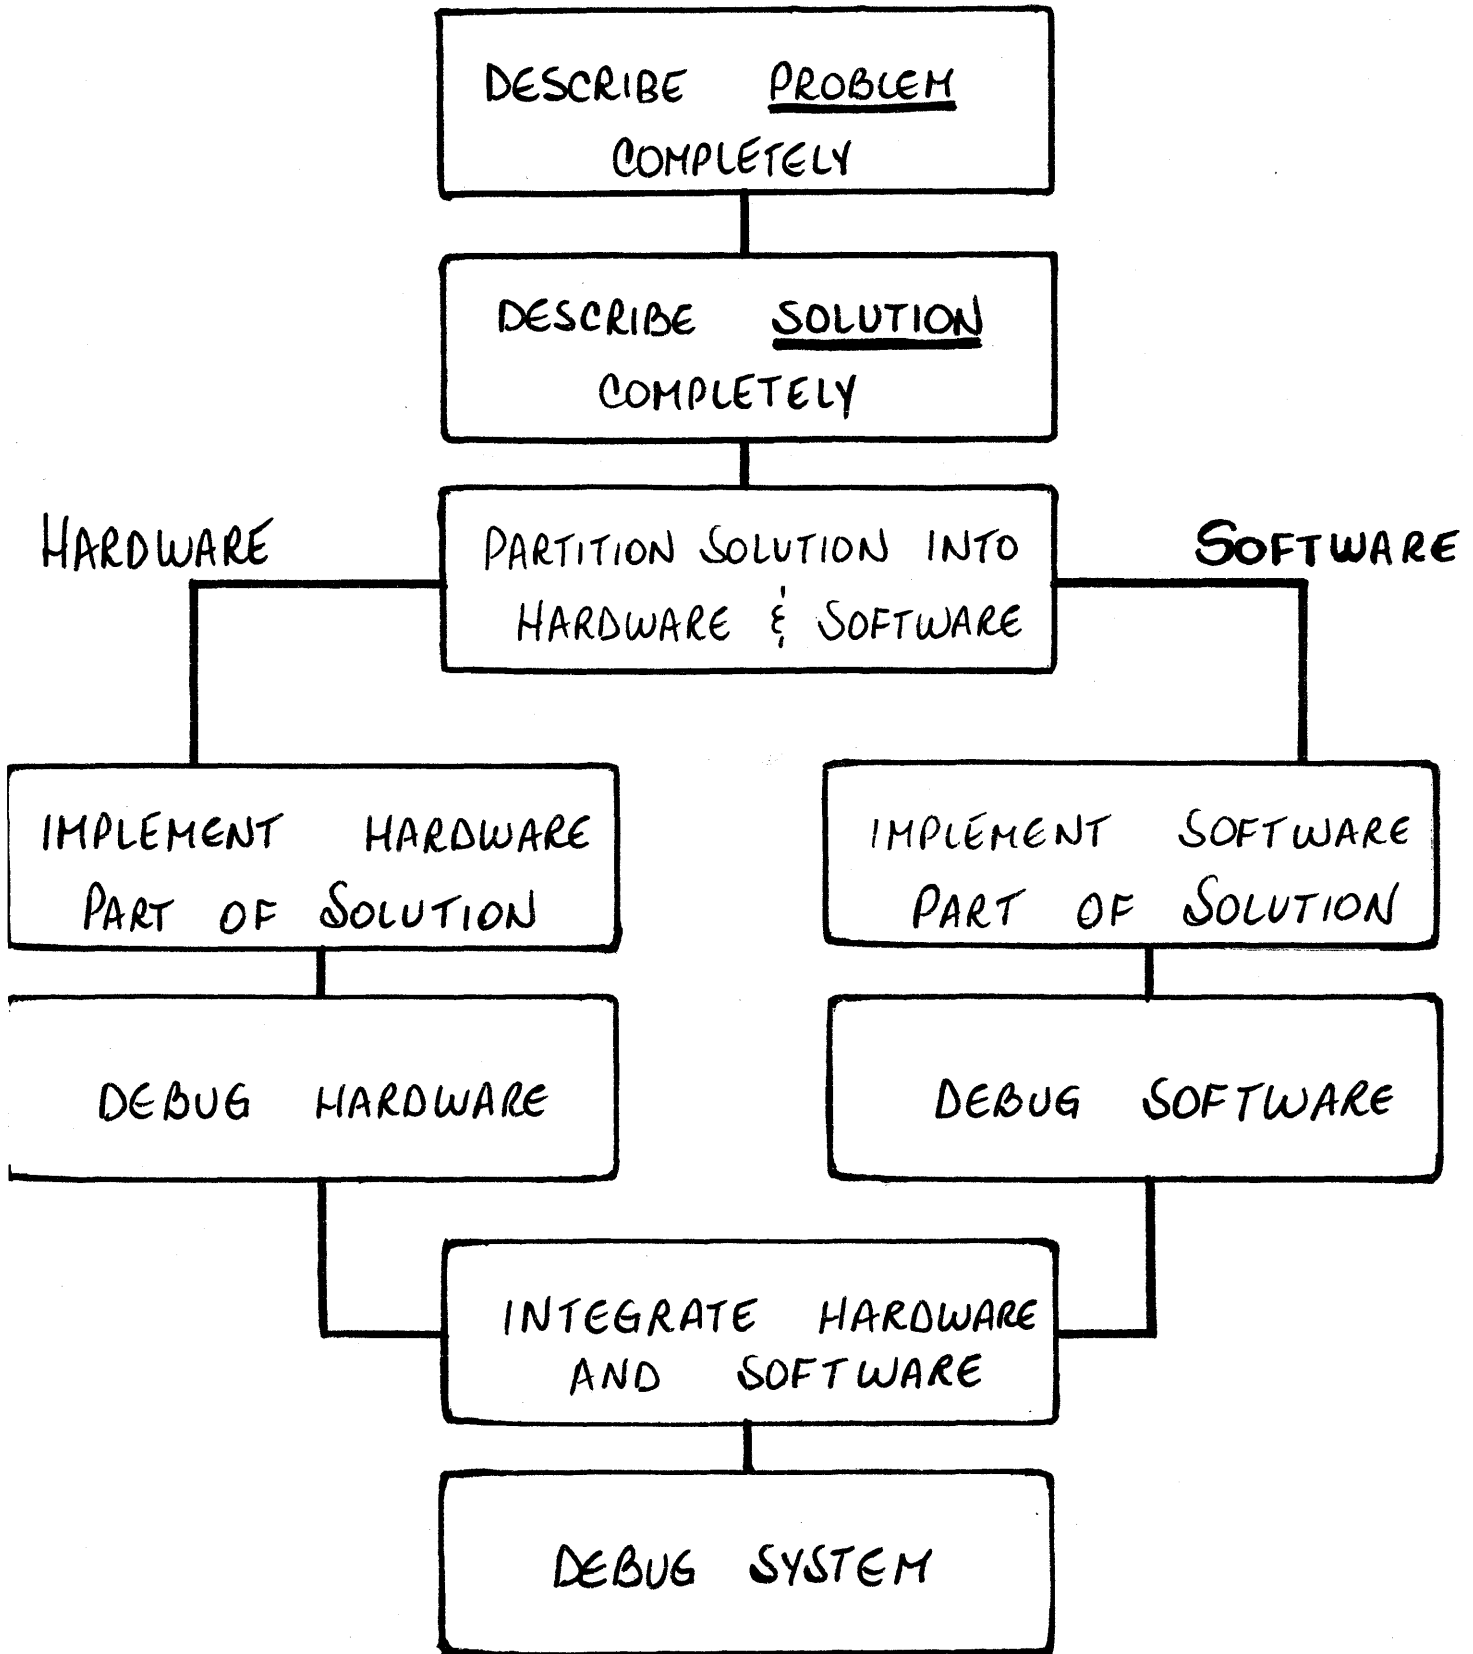 DESCRIBE PROBLEM
COMPLETELY
DESCRIBE SOLUTION
COMPLETELY
HARDWARE
PARTITION SOLUTION INTO
HARDWARE & SOFTWARE
SOFTWARE
IMPLEMENT HARDWARE
PART OF SOLUTION
IMPLEMENT SOFTWARE
PART OF SOLUTION
DEBUG HARDWARE
DEBUG SOFTWARE
INTEGRATE HARDWARE
AND SOFTWARE
DEBUG SYSTEM